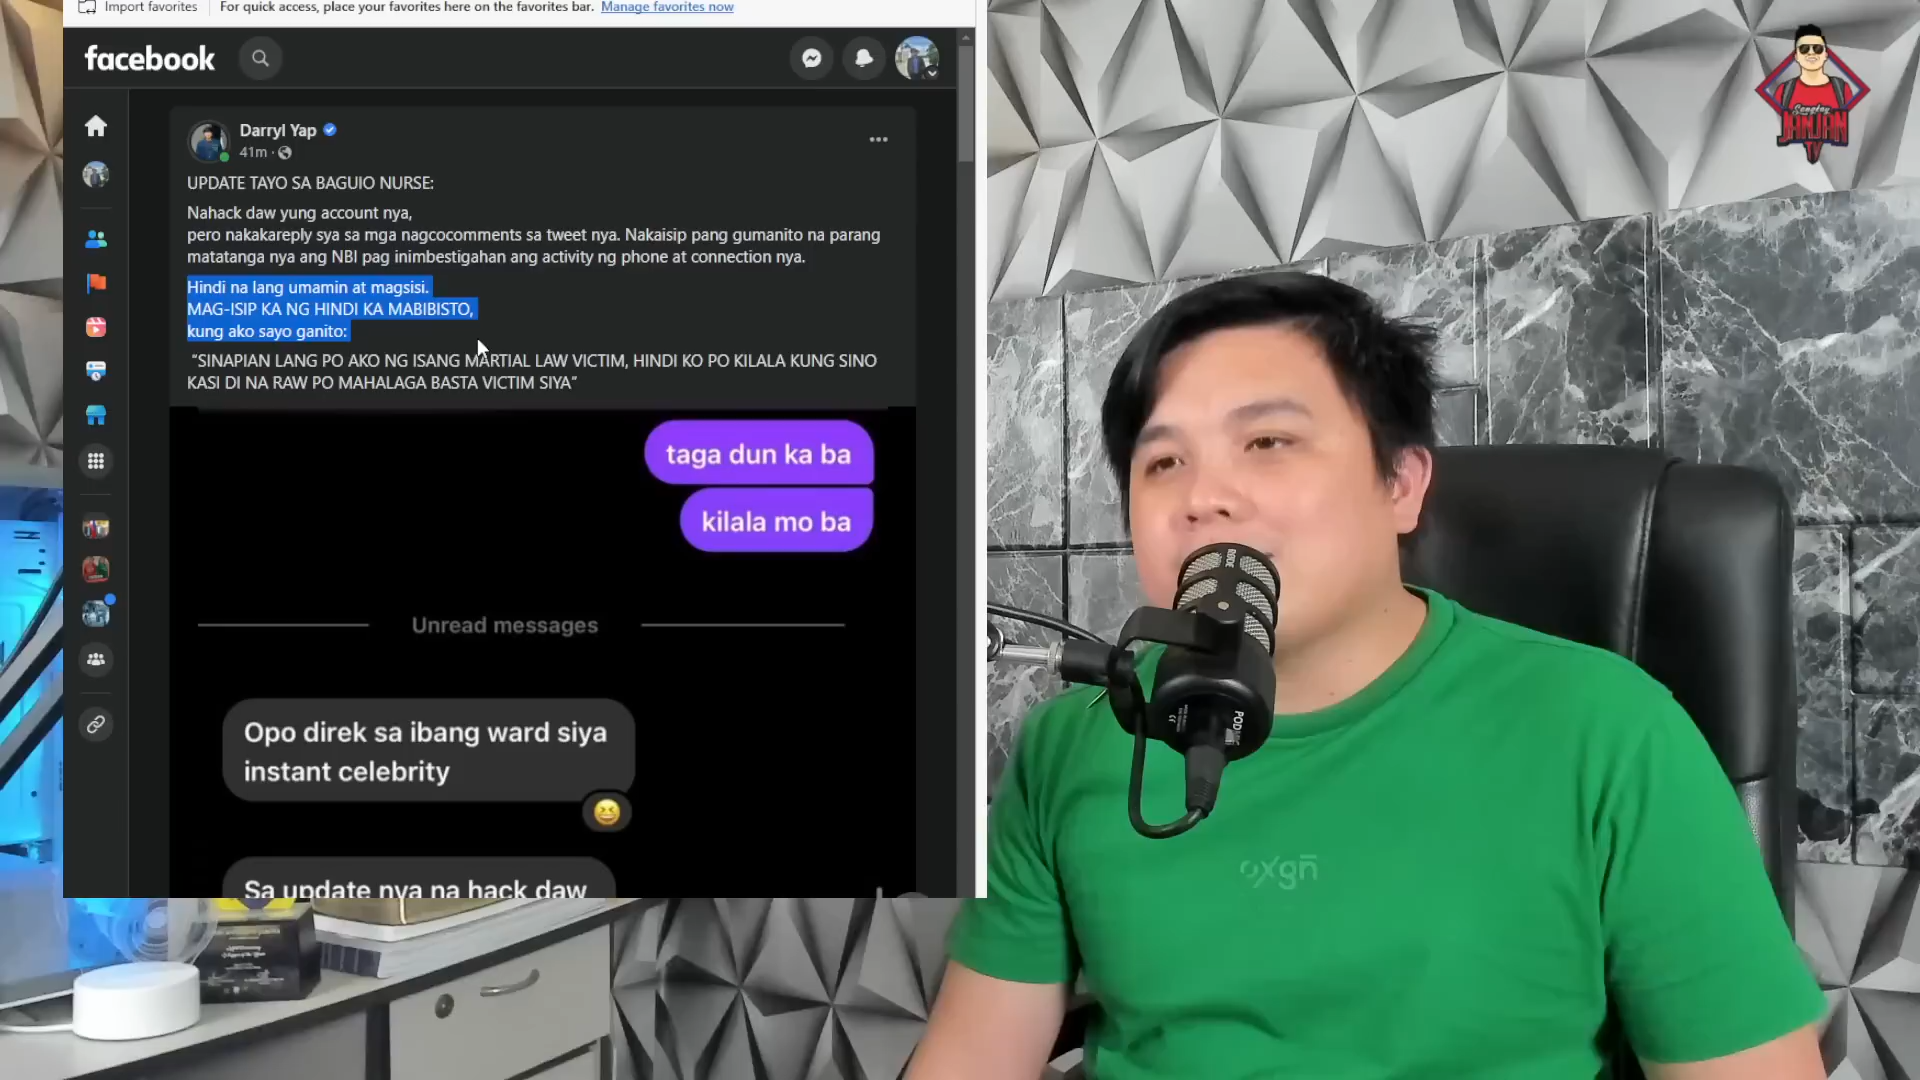 Import favorites
For quick access, place your favorites here on the favorites bar. Manage favorites now
facebook
Darryl Yap
41m
UPDATE TAYO SA BAGUIO NURSE:
Nahack daw yung account nya,
pero nakakareply sya sa mga nagcocomments sa tweet nya. Nakaisip pang gumanito na parang
matatanga nya ang NBI pag inimbestigahan ang activity ng phone at connection nya.
Hindi na lang umamin at magsisi.
MAG-ISIP KA NG HINDI KA MABIBISTO,
kung ako sayo ganito:
“SINAPIAN LANG PO AKO NG ISANG MARTIAL LAW VICTIM, HINDI KO PO KILALA KUNG SINO
KASI DI NA RAW PO MAHALAGA BASTA VICTIM SIYA”
taga dun ka ba
kilala mo ba
Unread messages
Opo direk sa ibang ward siya
instant celebrity
Sa update nya na hack daw
Sangkay
JANJAN
TV
RODE
oxgn